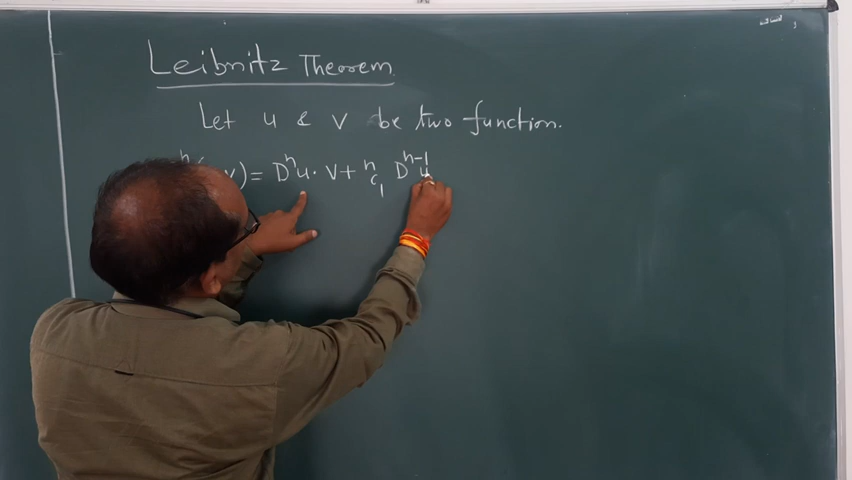 Leibnitz Theorem.
Let u & v be two function.
v) = Dⁿu · v + ⁿc₁ Dⁿ⁻¹u